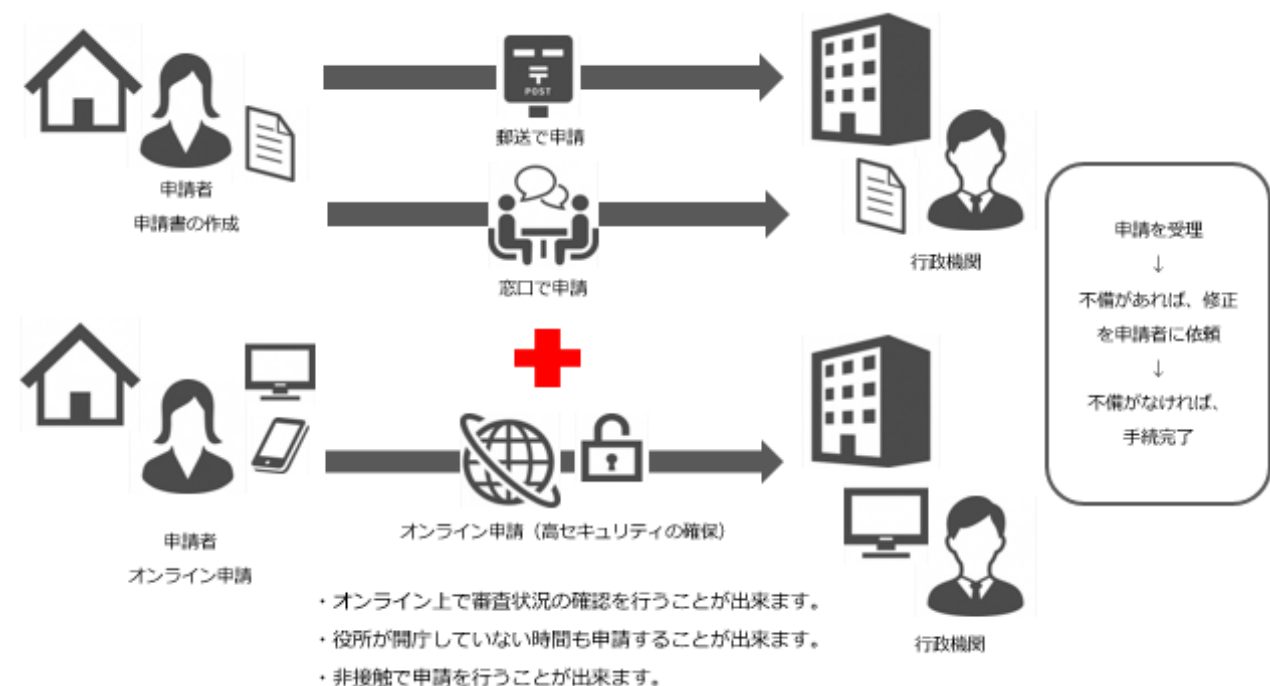 〒
POST
郵送で申請
申請者
申請書の作成
窓口で申請
行政機関
申請を受理
↓
不備があれば、修正
を申請者に依頼
↓
不備がなければ、
手続完了
オンライン申請（高セキュリティの確保）
申請者
オンライン申請
行政機関
・オンライン上で審査状況の確認を行うことが出来ます。
・役所が開庁していない時間も申請することが出来ます。
・非接触で申請を行うことが出来ます。